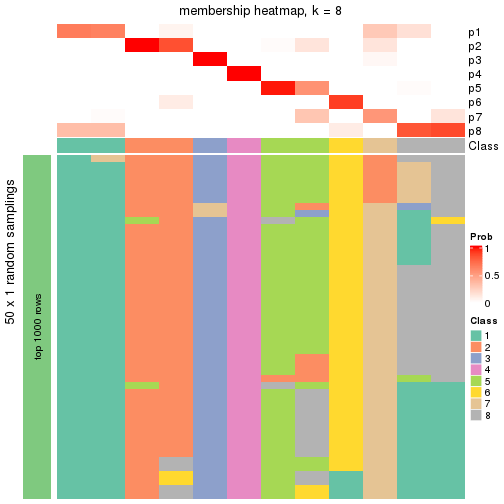 membership heatmap, k = 8
p1
p2
p3
p4
p5
p6
p7
p8
Class
50 x 1 random samplings
top 1000 rows
Prob
1
0.5
0
Class
1
2
3
4
5
6
7
8